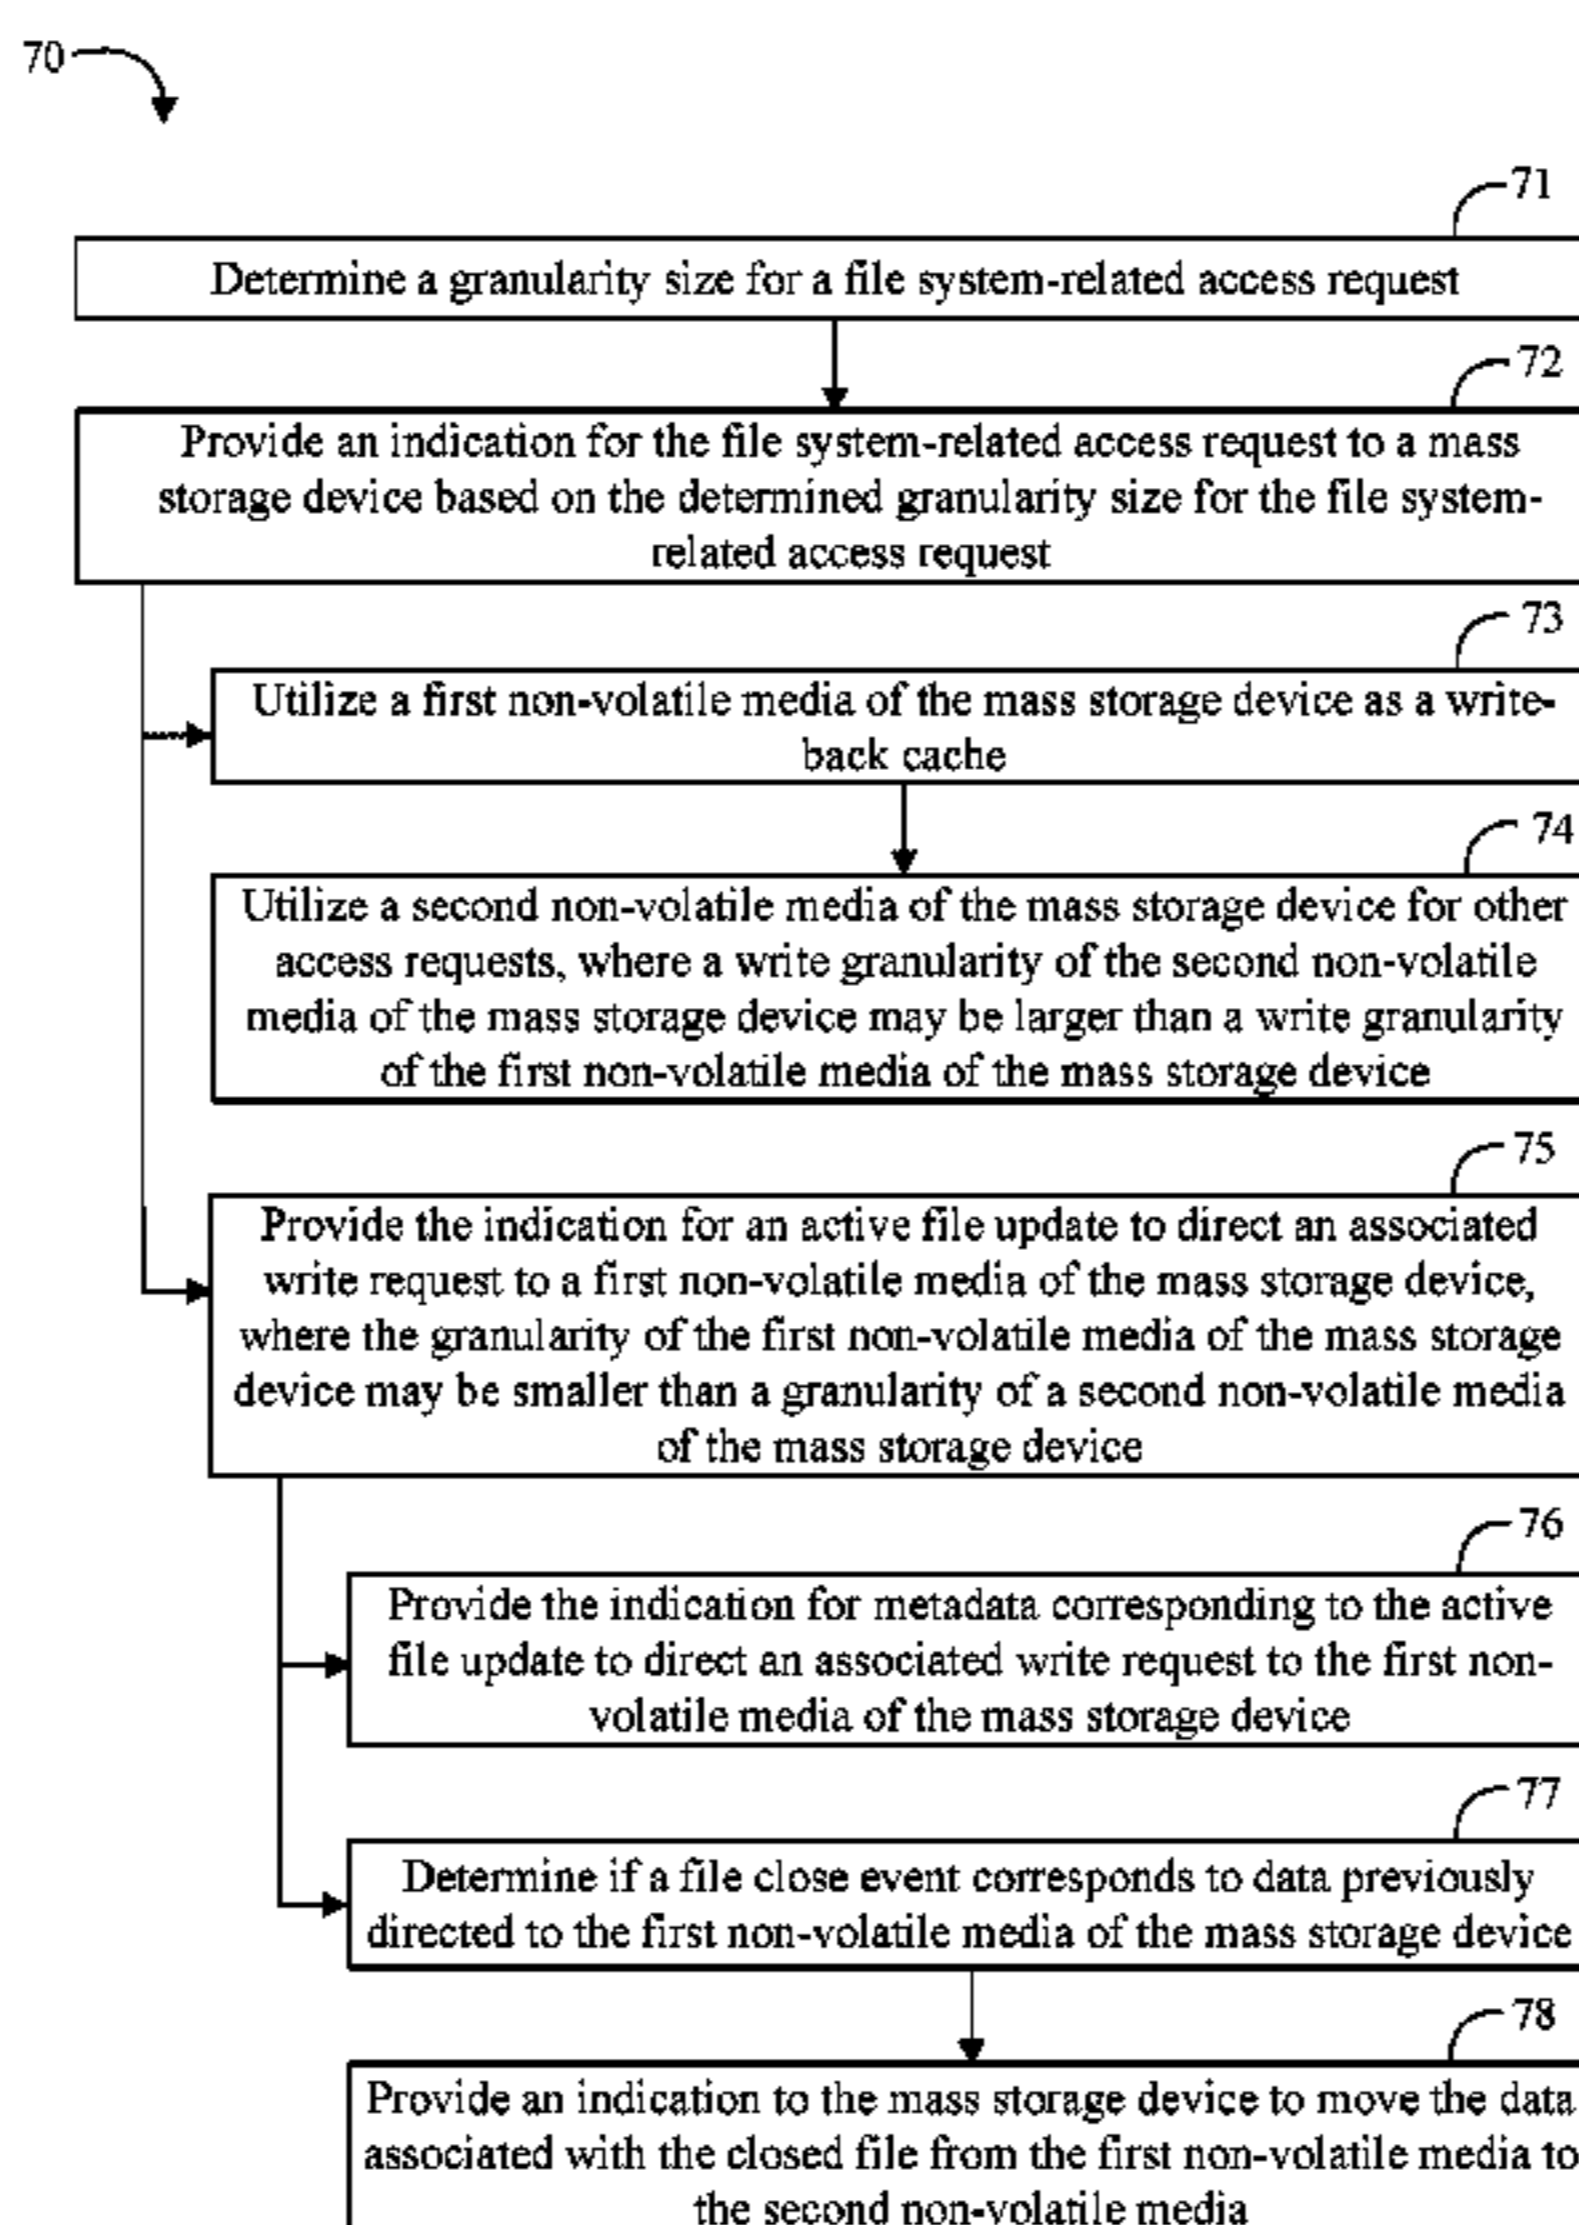 70
71
Determine a granularity size for a file system-related access request
72
Provide an indication for the file system-related access request to a mass
storage device based on the determined granularity size for the file system-
related access request
73
Utilize a first non-volatile media of the mass storage device as a write-
back cache
74
Utilize a second non-volatile media of the mass storage device for other
access requests, where a write granularity of the second non-volatile
media of the mass storage device may be larger than a write granularity
of the first non-volatile media of the mass storage device
75
Provide the indication for an active file update to direct an associated
write request to a first non-volatile media of the mass storage device,
where the granularity of the first non-volatile media of the mass storage
device may be smaller than a granularity of a second non-volatile media
of the mass storage device
76
Provide the indication for metadata corresponding to the active
file update to direct an associated write request to the first non-
volatile media of the mass storage device
77
Determine if a file close event corresponds to data previously
directed to the first non-volatile media of the mass storage device
78
Provide an indication to the mass storage device to move the data
associated with the closed file from the first non-volatile media to
the second non-volatile media